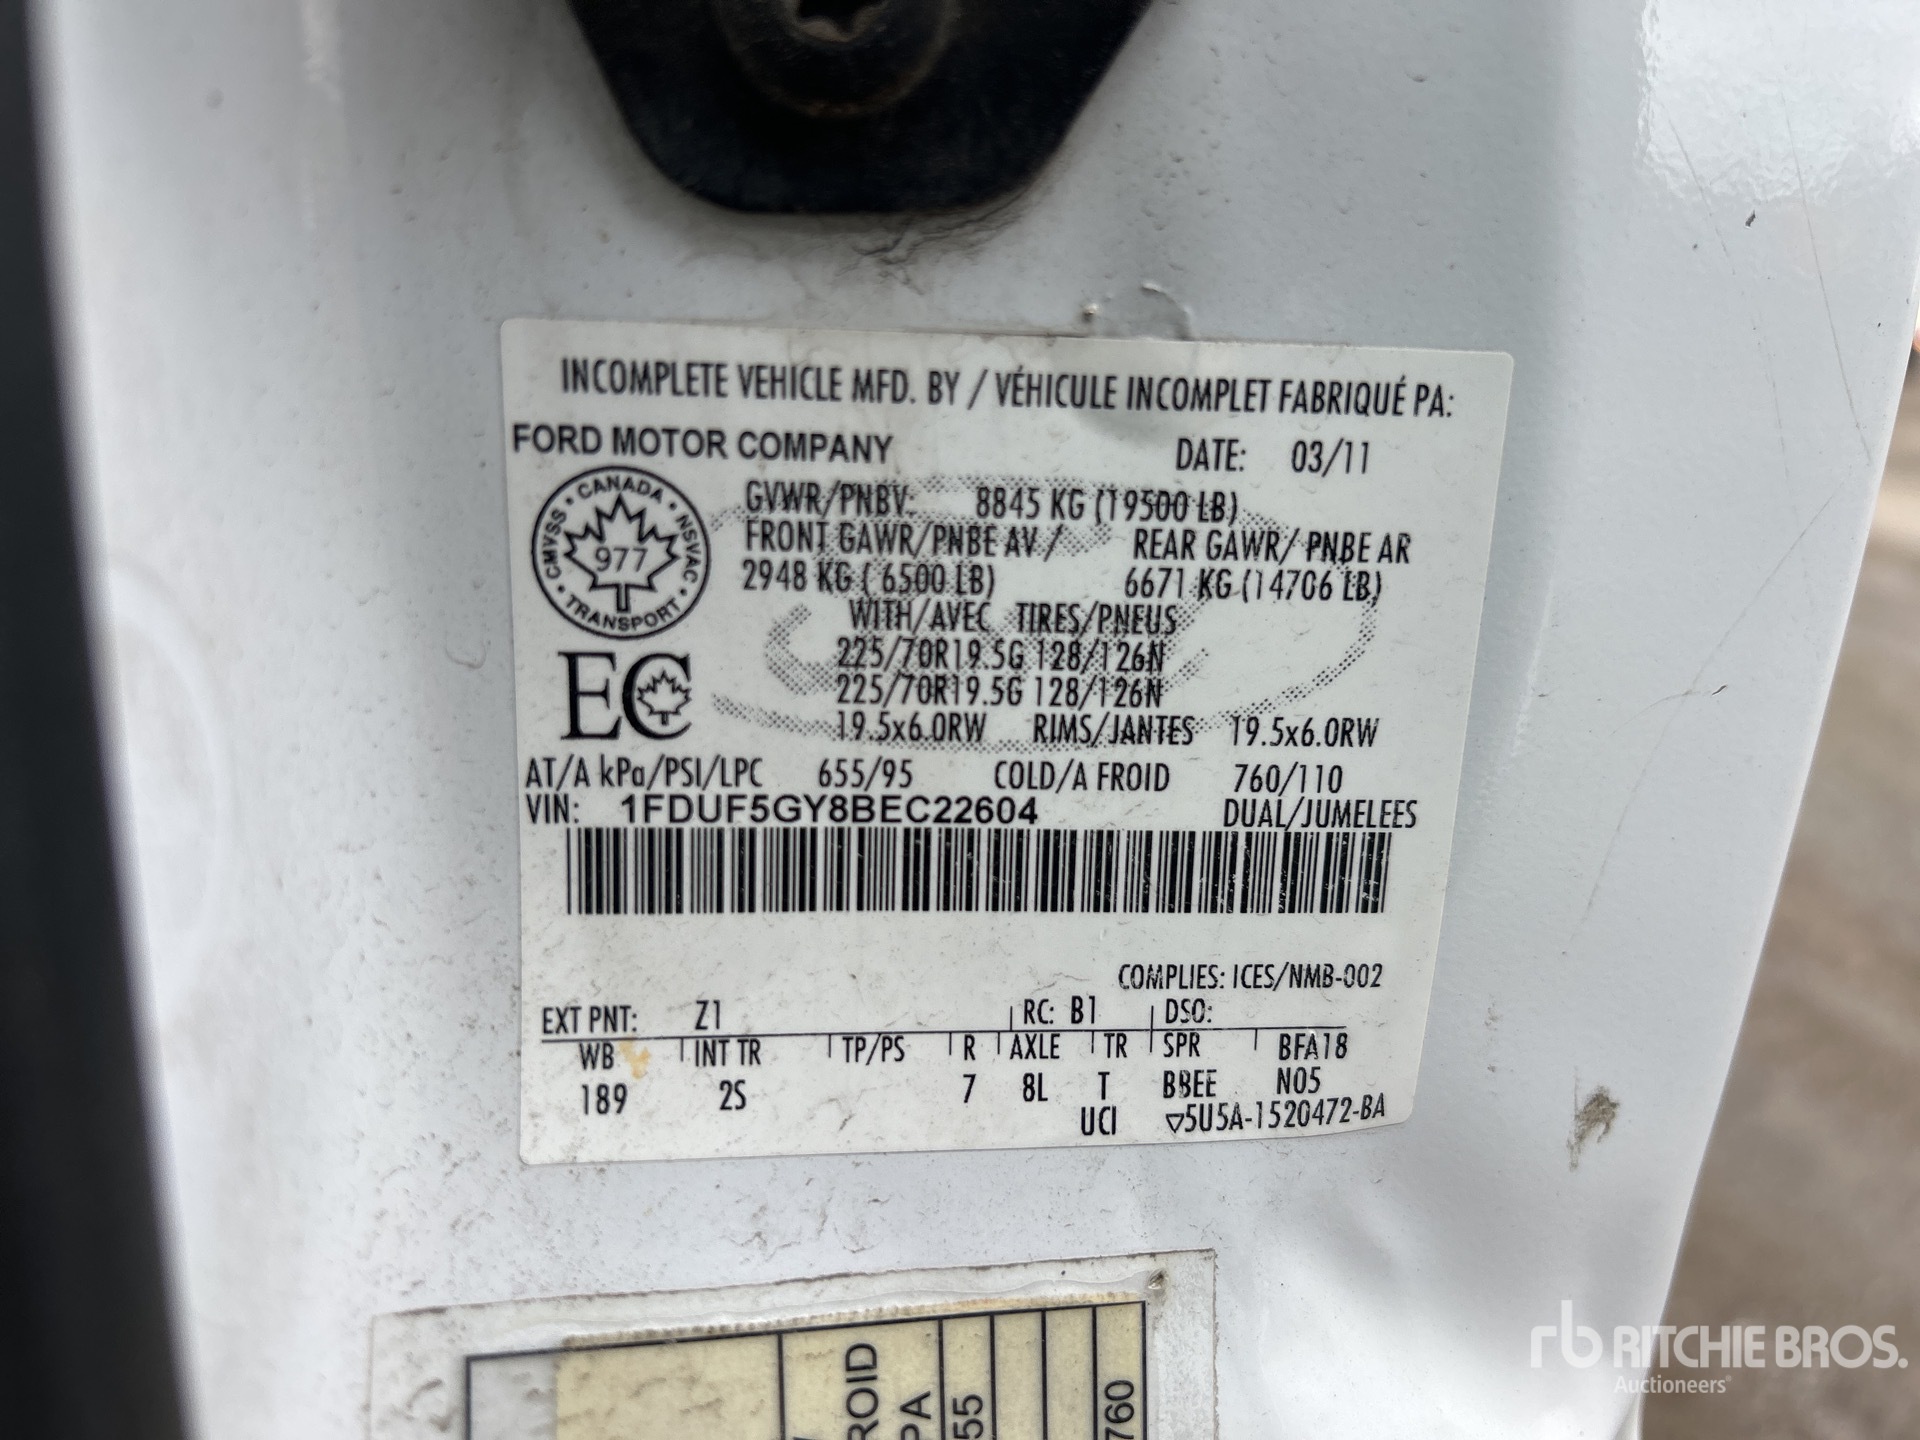 INCOMPLETE VEHICLE MFD. BY / VÉHICULE INCOMPLET FABRIQUÉ PA:
FORD MOTOR COMPANY DATE: 03/11
GVWR/PNBV: 8845 KG (19500 LB)
FRONT GAWR/PNBE AV / REAR GAWR/ PNBE AR
2948 KG ( 6500 LB) 6671 KG (14706 LB)
WITH/AVEC TIRES/PNEUS
225/70R19.5G 128/126N
225/70R19.5G 128/126N
19.5x6.0RW RIMS/JANTES 19.5x6.0RW
AT/A kPa/PSI/LPC 655/95 COLD/A FROID 760/110
VIN: 1FDUF5GY8BEC22604 DUAL/JUMELEES
CANADA
CMVSS NSVAC
977
TRANSPORT
EC
COMPLIES: ICES/NMB-002
EXT PNT: Z1 RC: B1 DSO:
WB INT TR TP/PS R AXLE TR SPR BFA18
189 2S 7 8L T BBEE N05
UCI ▽5U5A-1520472-BA
ROID
PA
55
760
rb RITCHIE BROS.
Auctioneers